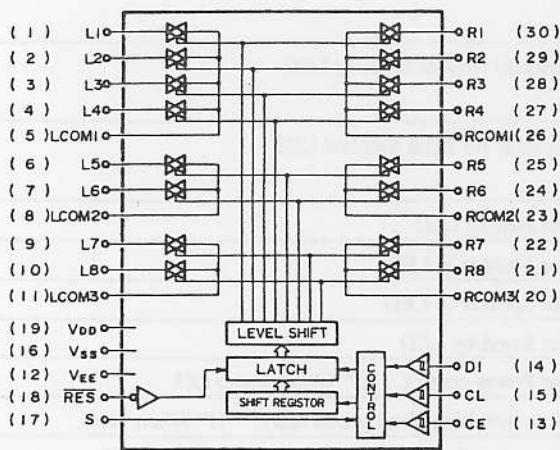 ( 1 ) L1 R1 (30)
( 2 ) L2 R2 (29)
( 3 ) L3 R3 (28)
( 4 ) L4 R4 (27)
( 5 ) LCOM1 RCOM1 (26)
( 6 ) L5 R5 (25)
( 7 ) L6 R6 (24)
( 8 ) LCOM2 RCOM2 (23)
( 9 ) L7 R7 (22)
(10) L8 R8 (21)
(11) LCOM3 RCOM3 (20)
(19) VDD LEVEL SHIFT
(16) VSS
(12) VEE LATCH DI (14)
(18) RES SHIFT REGISTOR CONTROL CL (15)
(17) S CE (13)